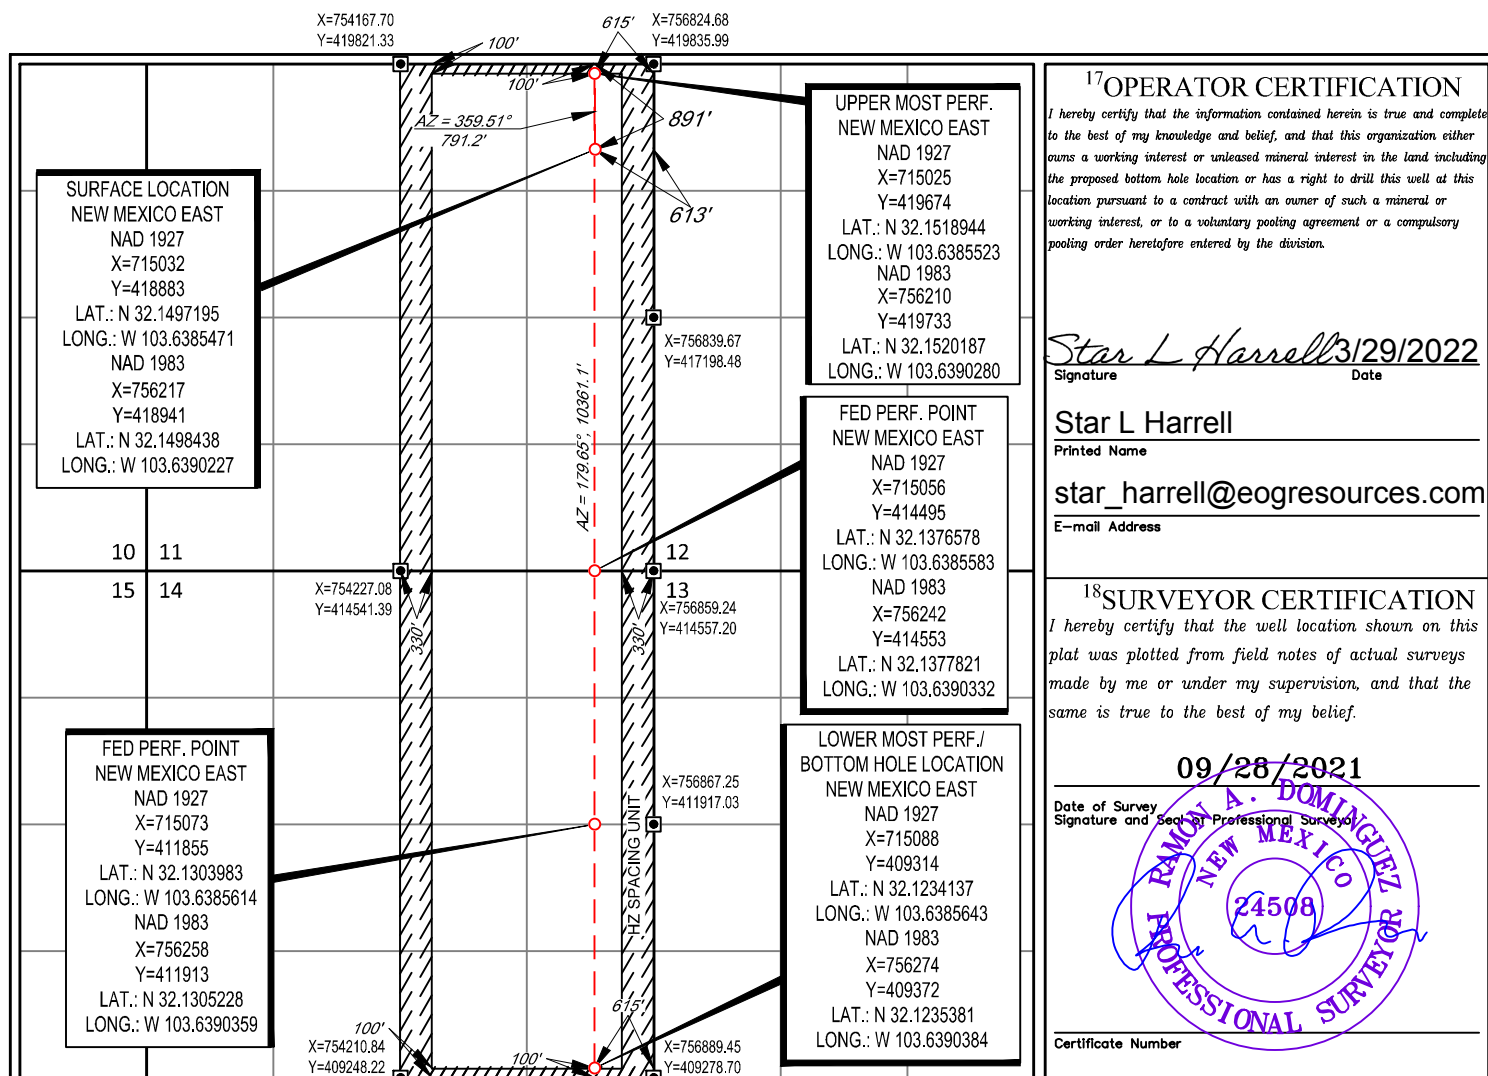 X=754167.70
Y=419821.33
100'
615'
X=756824.68
Y=419835.99
100'
AZ = 359.51°
791.2'
891'
613'
SURFACE LOCATION
NEW MEXICO EAST
NAD 1927
X=715032
Y=418883
LAT.: N 32.1497195
LONG.: W 103.6385471
NAD 1983
X=756217
Y=418941
LAT.: N 32.1498438
LONG.: W 103.6390227
UPPER MOST PERF.
NEW MEXICO EAST
NAD 1927
X=715025
Y=419674
LAT.: N 32.1518944
LONG.: W 103.6385523
NAD 1983
X=756210
Y=419733
LAT.: N 32.1520187
LONG.: W 103.6390280
X=756839.67
Y=417198.48
AZ = 179.65°, 10361.1'
FED PERF. POINT
NEW MEXICO EAST
NAD 1927
X=715056
Y=414495
LAT.: N 32.1376578
LONG.: W 103.6385583
NAD 1983
X=756242
Y=414553
LAT.: N 32.1377821
LONG.: W 103.6390332
10 11
15 14
12
13
X=754227.08
Y=414541.39
330'
330'
X=756859.24
Y=414557.20
FED PERF. POINT
NEW MEXICO EAST
NAD 1927
X=715073
Y=411855
LAT.: N 32.1303983
LONG.: W 103.6385614
NAD 1983
X=756258
Y=411913
LAT.: N 32.1305228
LONG.: W 103.6390359
X=756867.25
Y=411917.03
HZ SPACING UNIT
LOWER MOST PERF./
BOTTOM HOLE LOCATION
NEW MEXICO EAST
NAD 1927
X=715088
Y=409314
LAT.: N 32.1234137
LONG.: W 103.6385643
NAD 1983
X=756274
Y=409372
LAT.: N 32.1235381
LONG.: W 103.6390384
100'
X=754210.84
Y=409248.22
100'
615'
X=756889.45
Y=409278.70
17 OPERATOR CERTIFICATION
I hereby certify that the information contained herein is true and complete
to the best of my knowledge and belief, and that this organization either
owns a working interest or unleased mineral interest in the land including
the proposed bottom hole location or has a right to drill this well at this
location pursuant to a contract with an owner of such a mineral or
working interest, or to a voluntary pooling agreement or a compulsory
pooling order heretofore entered by the division.
Star L Harrell 3/29/2022
Signature Date
Star L Harrell
Printed Name
star_harrell@eogresources.com
E-mail Address
18 SURVEYOR CERTIFICATION
I hereby certify that the well location shown on this
plat was plotted from field notes of actual surveys
made by me or under my supervision, and that the
same is true to the best of my belief.
09/28/2021
Date of Survey
Signature and Seal of Professional Surveyor:
RAMON A. DOMINGUEZ
NEW MEXICO
24508
PROFESSIONAL SURVEYOR
Certificate Number